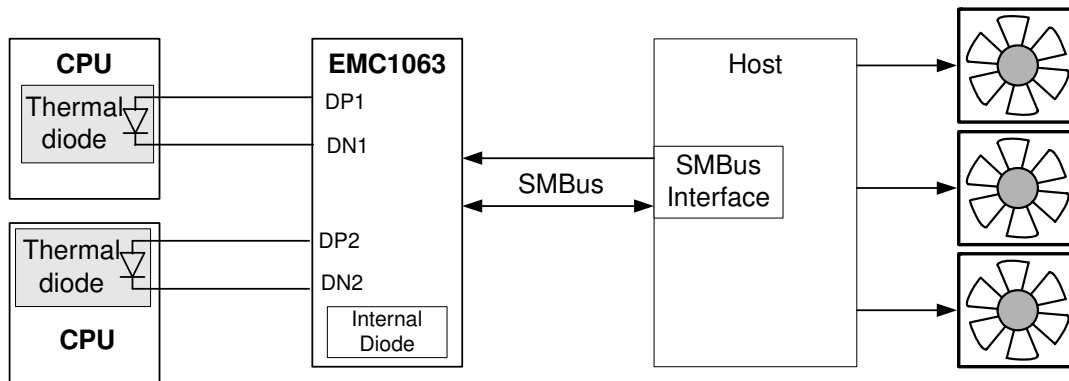 CPU
Thermal
diode
Thermal
diode
CPU
EMC1063
DP1
DN1
DP2
DN2
Internal
Diode
SMBus
Host
SMBus
Interface